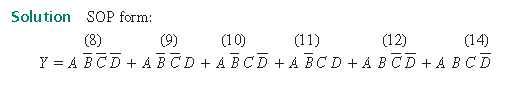 Solution SOP form:
(8) (9) (10) (11) (12) (14)
Y = A B̅ C̅ D̅ + A B̅ C̅ D + A B̅ C D̅ + A B̅ C D + A B C̅ D̅ + A B C D̅